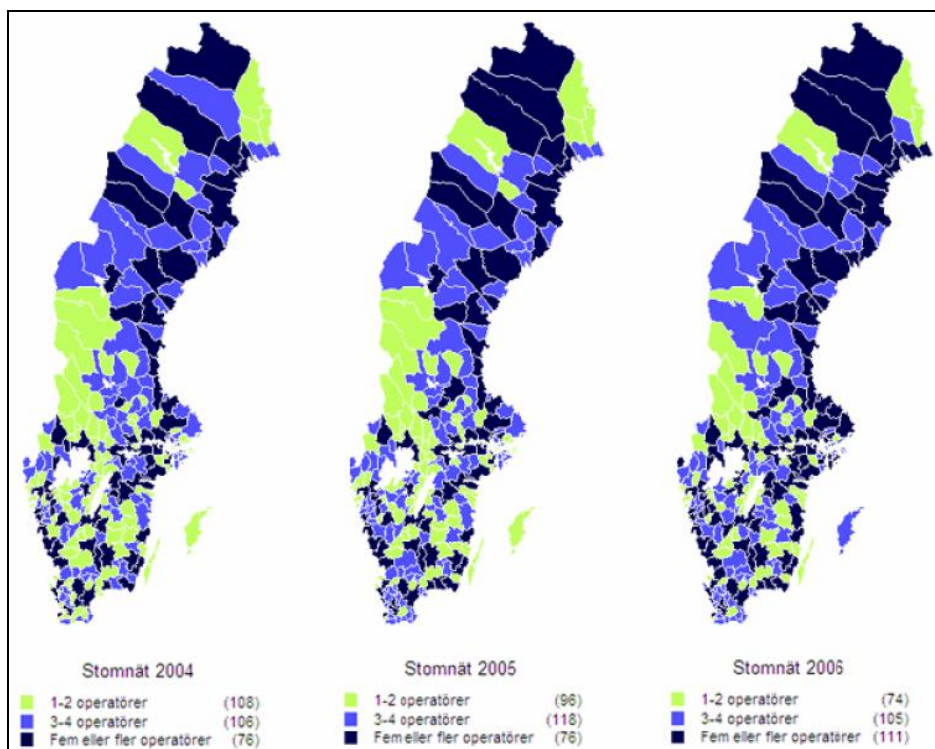 Stomnät 2004
1-2 operatörer (108)
3-4 operatörer (106)
Fem eller fler operatörer (76)
Stomnät 2005
1-2 operatörer (96)
3-4 operatörer (118)
Fem eller fler operatörer (76)
Stomnät 2006
1-2 operatörer (74)
3-4 operatörer (105)
Fem eller fler operatörer (111)